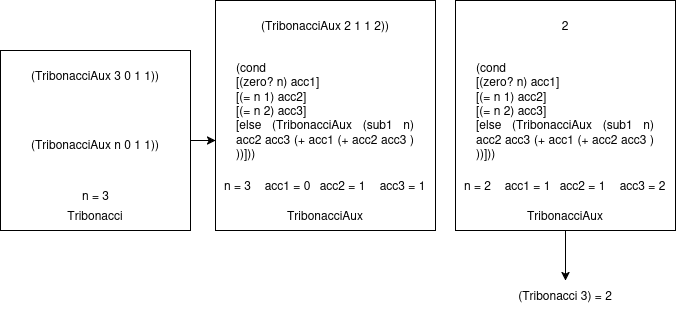 (TribonacciAux 3 0 1 1))
(TribonacciAux n 0 1 1))
n = 3
Tribonacci
(TribonacciAux 2 1 1 2))
(cond
[(zero? n) acc1]
[(= n 1) acc2]
[(= n 2) acc3]
[else (TribonacciAux (sub1 n)
acc2 acc3 (+ acc1 (+ acc2 acc3 )
))]))
n = 3 acc1 = 0 acc2 = 1 acc3 = 1
TribonacciAux
2
(cond
[(zero? n) acc1]
[(= n 1) acc2]
[(= n 2) acc3]
[else (TribonacciAux (sub1 n)
acc2 acc3 (+ acc1 (+ acc2 acc3 )
))]))
n = 2 acc1 = 1 acc2 = 1 acc3 = 2
TribonacciAux
(Tribonacci 3) = 2